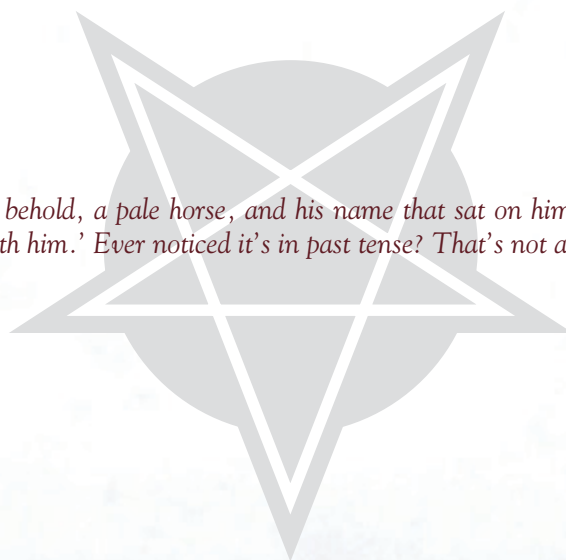 behold, a pale horse, and his name that sat on him
th him.’ Ever noticed it’s in past tense? That’s not a